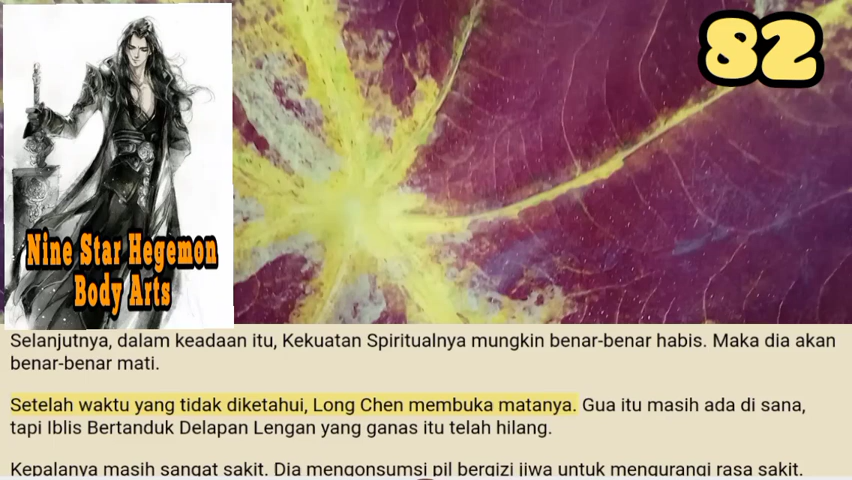 82
Nine Star Hegemon
Body Arts
Selanjutnya, dalam keadaan itu, Kekuatan Spiritualnya mungkin benar-benar habis. Maka dia akan
benar-benar mati.
Setelah waktu yang tidak diketahui, Long Chen membuka matanya. Gua itu masih ada di sana,
tapi Iblis Bertanduk Delapan Lengan yang ganas itu telah hilang.
Kepalanya masih sangat sakit. Dia mengonsumsi pil bergizi jiwa untuk mengurangi rasa sakit.